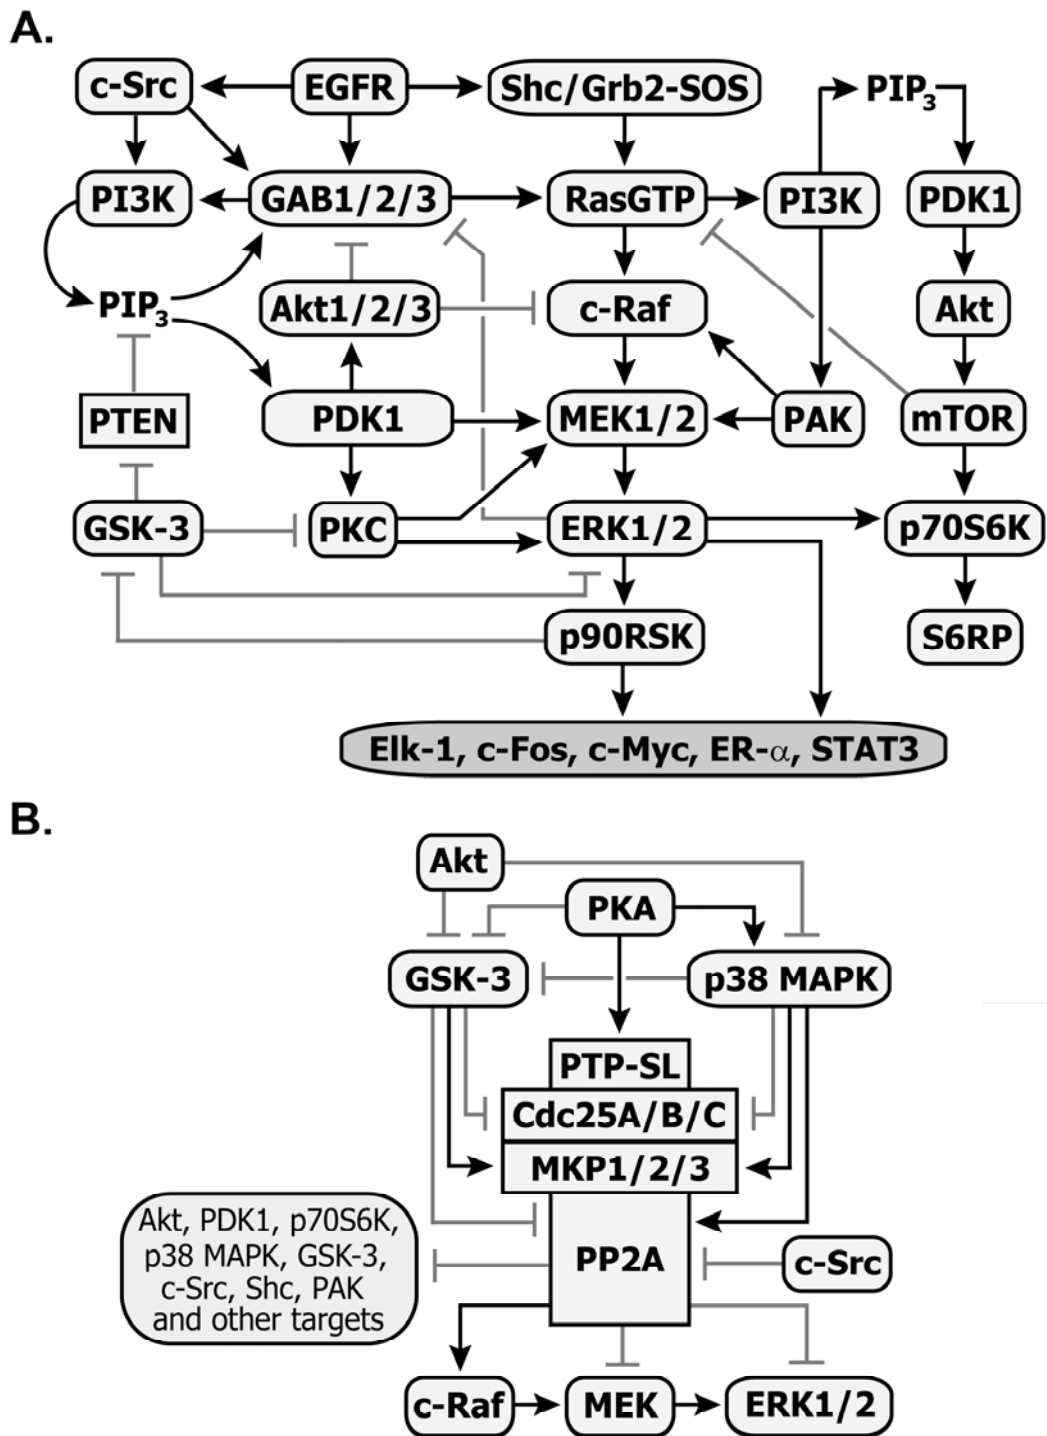 A.
c-Src
EGFR
Shc/Grb2-SOS
PIP3
PI3K
GAB1/2/3
RasGTP
PI3K
PDK1
PIP3
Akt1/2/3
c-Raf
Akt
PTEN
PDK1
MEK1/2
PAK
mTOR
GSK-3
PKC
ERK1/2
p70S6K
p90RSK
S6RP
Elk-1, c-Fos, c-Myc, ER-α, STAT3
B.
Akt
PKA
GSK-3
p38 MAPK
PTP-SL
Cdc25A/B/C
MKP1/2/3
Akt, PDK1, p70S6K,
p38 MAPK, GSK-3,
c-Src, Shc, PAK
and other targets
PP2A
c-Src
c-Raf
MEK
ERK1/2